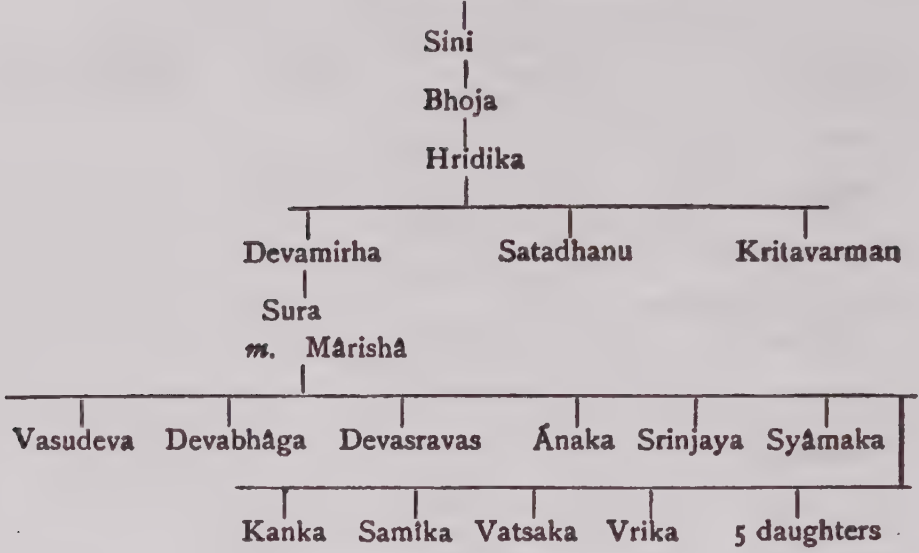 Sini
Bhoja
Hridika
Devamirha Satadhanu Kritavarman
Sura
m. Mârishâ
Vasudeva Devabhâga Devasravas Ánaka Srinjaya Syâmaka
Kanka Samîka Vatsaka Vrika 5 daughters